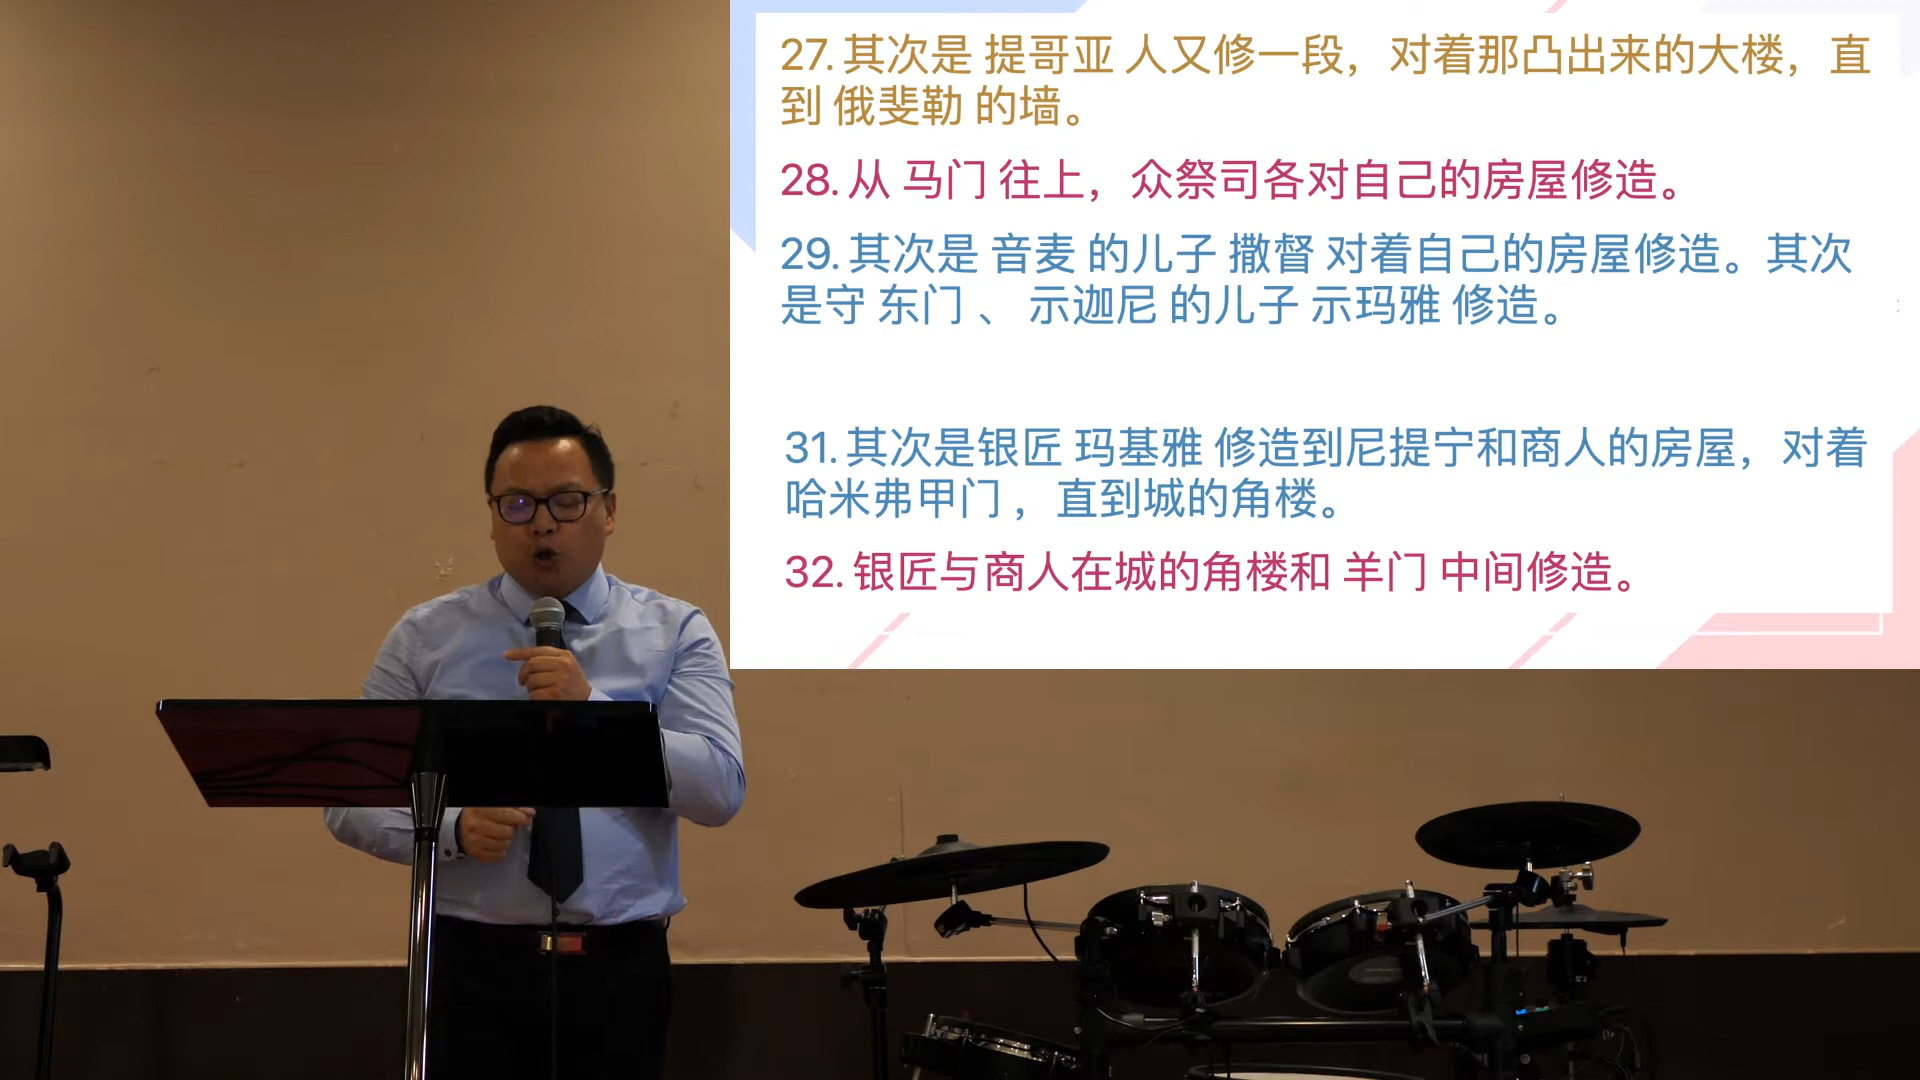 27. 其次是 提哥亚 人又修一段，对着那凸出来的大楼，直
到 俄斐勒 的墙。
28. 从 马门 往上，众祭司各对自己的房屋修造。
29. 其次是 音麦 的儿子 撒督 对着自己的房屋修造。其次
是守 东门 、 示迦尼 的儿子 示玛雅 修造。
31. 其次是银匠 玛基雅 修造到尼提宁和商人的房屋，对着
哈米弗甲门 ，直到城的角楼。
32. 银匠与商人在城的角楼和 羊门 中间修造。